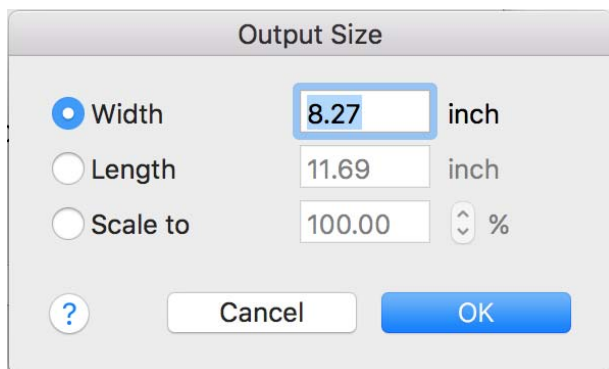 Output Size
Width 8.27 inch
Length 11.69 inch
Scale to 100.00 %
? Cancel OK